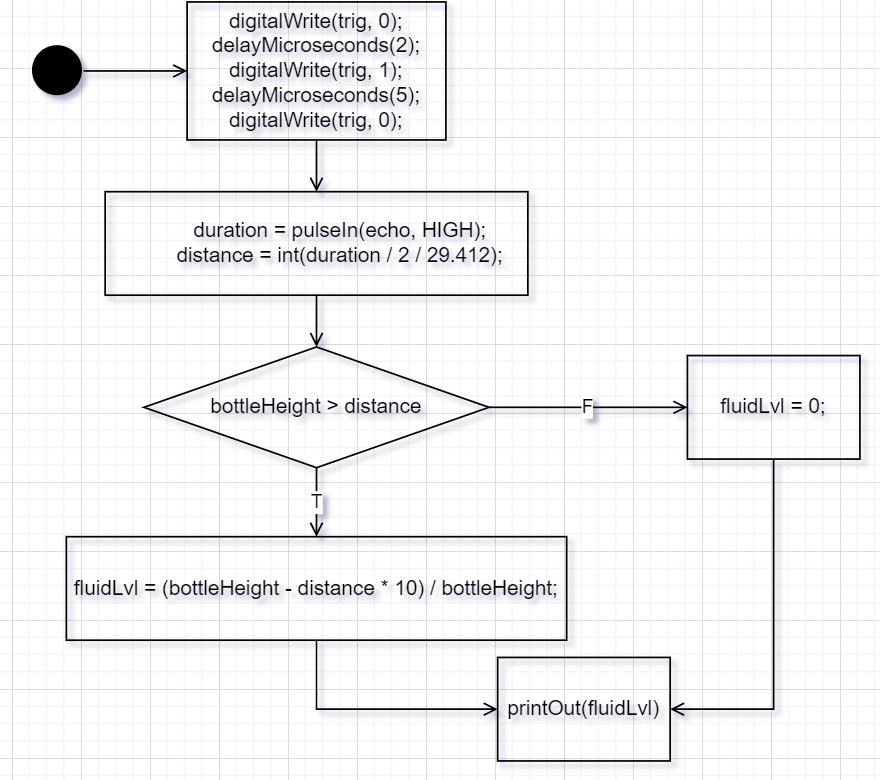 digitalWrite(trig, 0);
delayMicroseconds(2);
digitalWrite(trig, 1);
delayMicroseconds(5);
digitalWrite(trig, 0);
duration = pulseIn(echo, HIGH);
distance = int(duration / 2 / 29.412);
bottleHeight > distance
F
fluidLvl = 0;
T
fluidLvl = (bottleHeight - distance * 10) / bottleHeight;
printOut(fluidLvl)